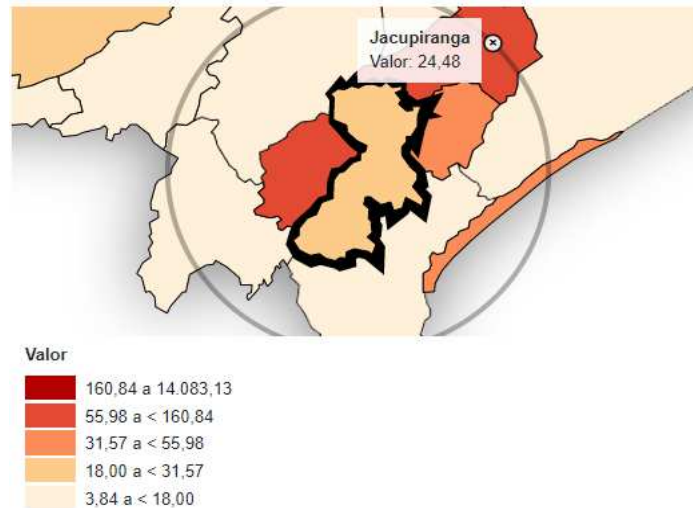 Jacupiranga
Valor: 24,48
Valor
160,84 a 14.083,13
55,98 a < 160,84
31,57 a < 55,98
18,00 a < 31,57
3,84 a < 18,00